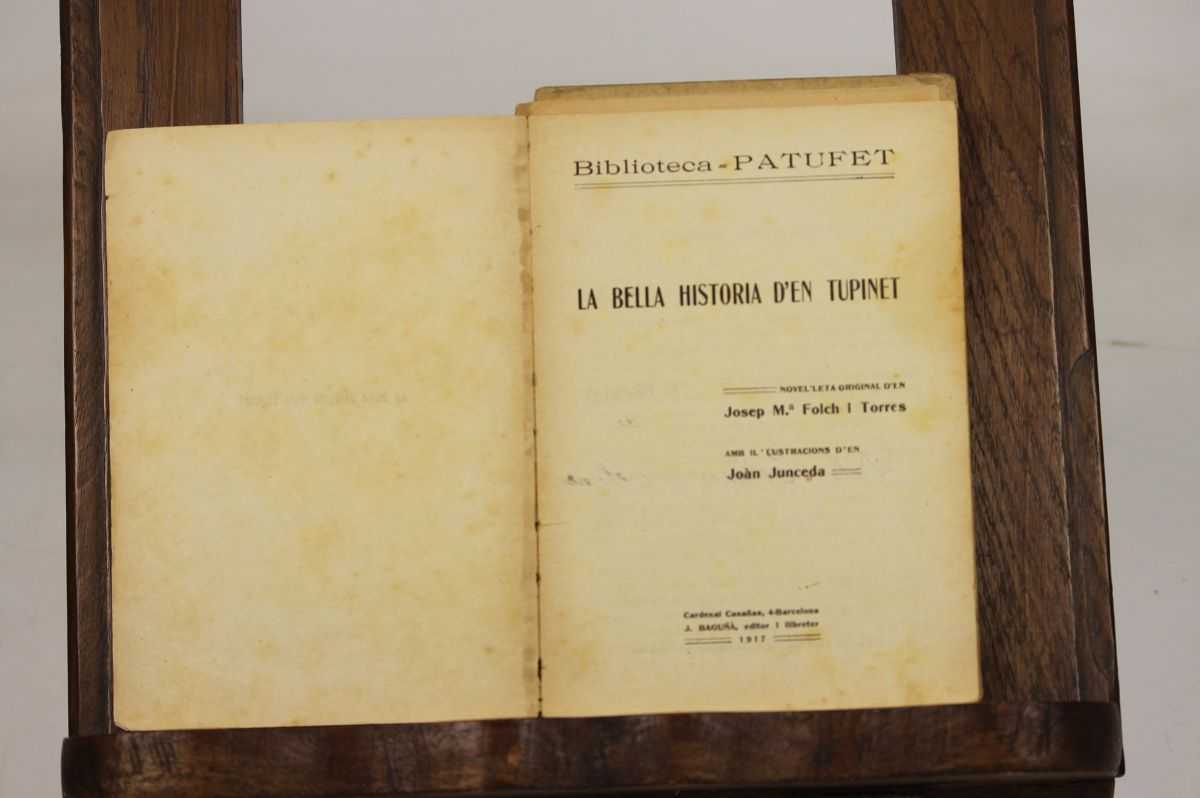 Biblioteca - PATUFET
LA BELLA HISTORIA D'EN TUPINET
NOVEL'LETA ORIGINAL D'EN
Josep M.ª Folch i Torres
AMB IL'ĻUSTRACIONS D'EN
Joàn Junceda
Cardenal Casañas, 4-Barcelona
J. BAGUÑÀ, editor i llibreter
1917